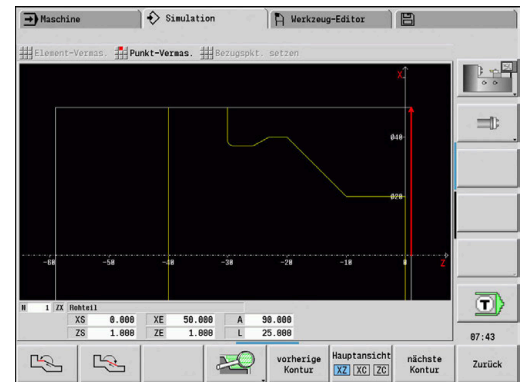 Maschine Simulation Werkzeug-Editor
Element-Vermas. Punkt-Vermas. Bezugspkt. setzen
X
Ø40
Ø20
-60 -50 -40 -30 -20 -10 0 Z
N 1 ZX Rohteil
XS 0.000 XE 50.000 A 90.000
ZS 1.000 ZE 1.000 L 25.000
T
07:43
vorherige Kontur
Hauptansicht
XZ XC ZC
nächste Kontur
Zurück